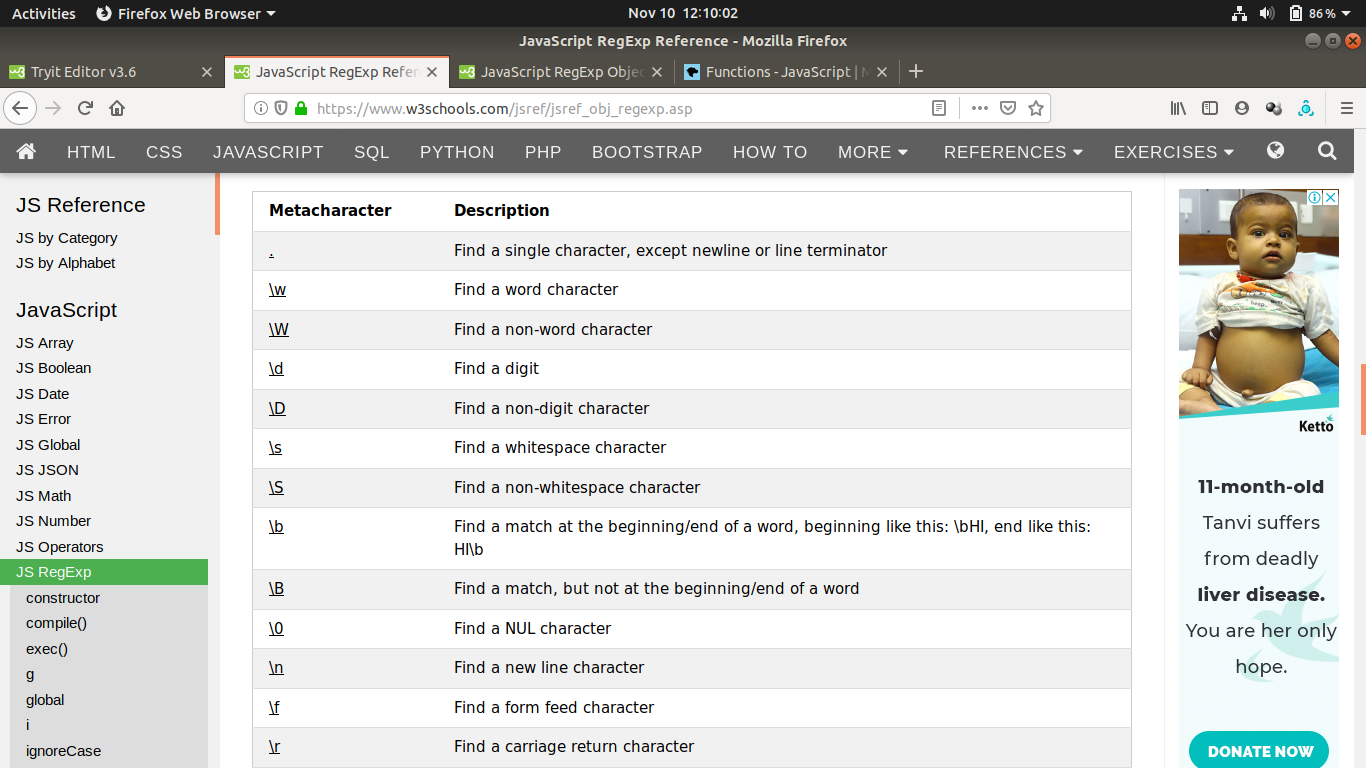 Activities Firefox Web Browser Nov 10 12:10:02 86%
JavaScript RegExp Reference - Mozilla Firefox
Tryit Editor v3.6 JavaScript RegExp Refer JavaScript RegExp Objec Functions - JavaScript | M
https://www.w3schools.com/jsref/jsref_obj_regexp.asp
HTML CSS JAVASCRIPT SQL PYTHON PHP BOOTSTRAP HOW TO MORE REFERENCES EXERCISES
JS Reference
JS by Category
JS by Alphabet
JavaScript
JS Array
JS Boolean
JS Date
JS Error
JS Global
JS JSON
JS Math
JS Number
JS Operators
JS RegExp
constructor
compile()
exec()
g
global
i
ignoreCase
Metacharacter Description
. Find a single character, except newline or line terminator
\w Find a word character
\W Find a non-word character
\d Find a digit
\D Find a non-digit character
\s Find a whitespace character
\S Find a non-whitespace character
\b Find a match at the beginning/end of a word, beginning like this: \bHI, end like this:
HI\b
\B Find a match, but not at the beginning/end of a word
\0 Find a NUL character
\n Find a new line character
\f Find a form feed character
\r Find a carriage return character
Ketto
11-month-old
Tanvi suffers
from deadly
liver disease.
You are her only
hope.
DONATE NOW